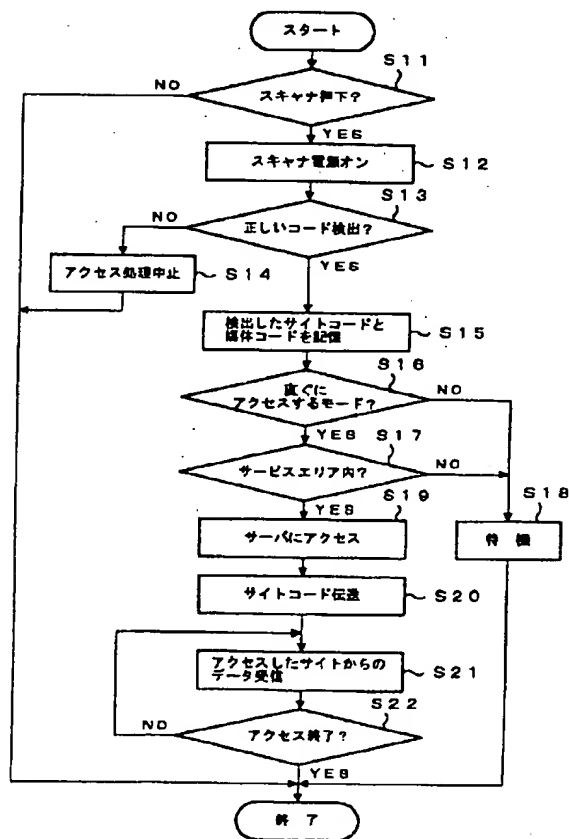 スタート
S11
NO
スキャナ押下?
YES
スキャナ電源オン
S12
S13
NO
正しいコード検出?
アクセス処理中止
S14
YES
検出したサイトコードと
媒体コードを記憶
S15
S16
直ぐに
アクセスするモード?
NO
YES
S17
サービスエリア内?
NO
S19
S18
YES
サーバにアクセス
待機
サイトコード伝送
S20
アクセスしたサイトからの
データ受信
S21
S22
NO
アクセス終了?
YES
終了